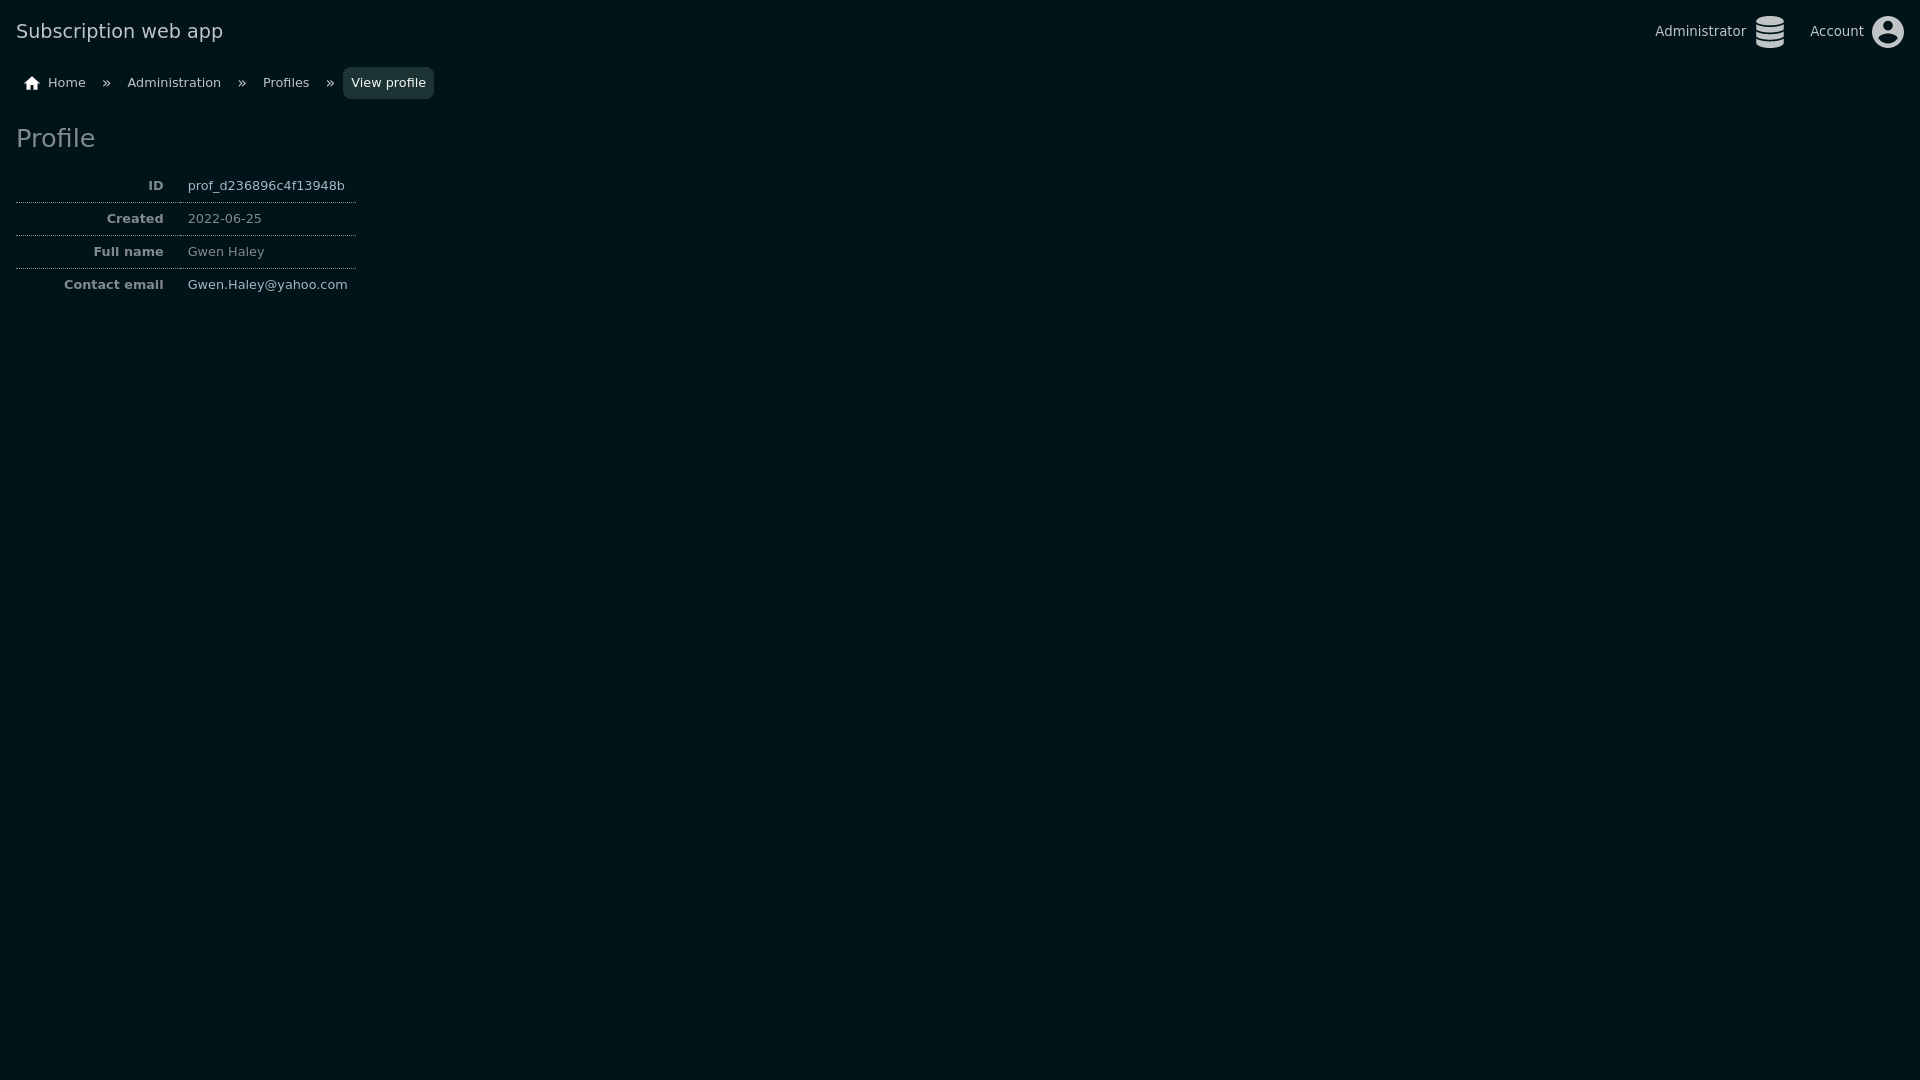 Subscription web app
Administrator
Account
Home » Administration » Profiles » View profile
Profile
ID prof_d236896c4f13948b
Created 2022-06-25
Full name Gwen Haley
Contact email Gwen.Haley@yahoo.com